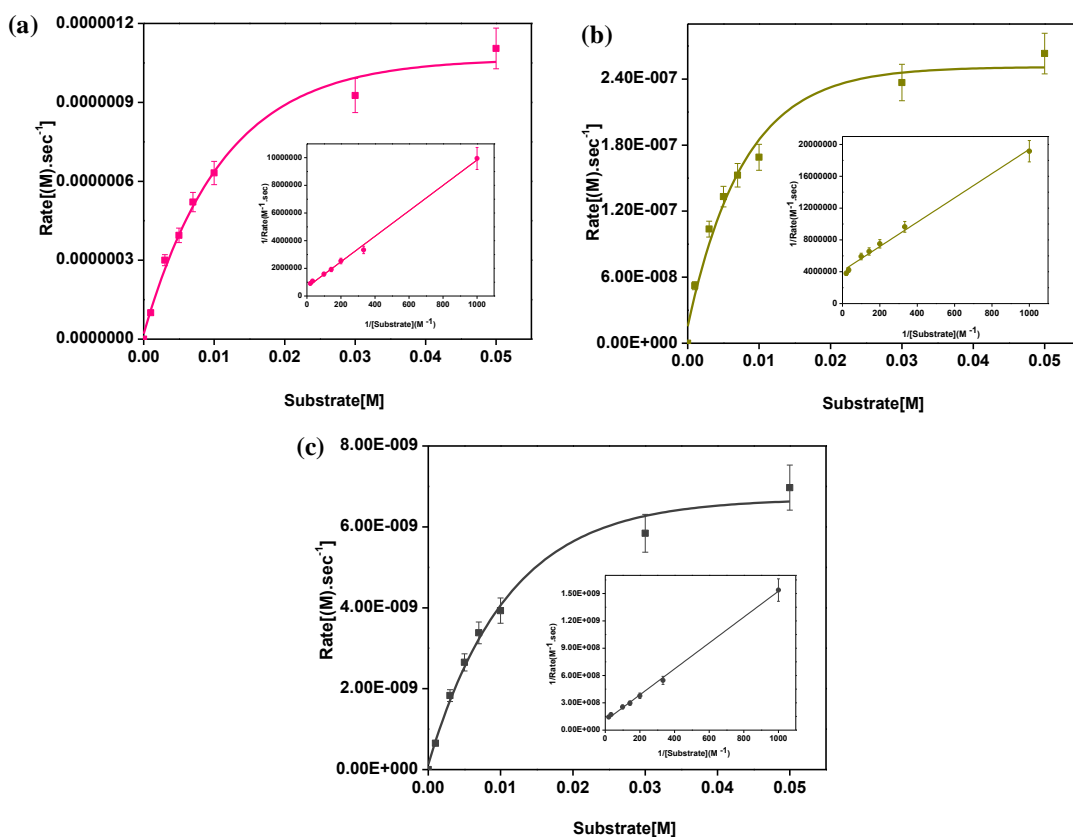 (a)
0.0000012
0.0000009
0.0000006
0.0000003
0.0000000
Rate[(M).sec⁻¹]
0.00 0.01 0.02 0.03 0.04 0.05
Substrate[M]
10000000
8000000
6000000
4000000
2000000
0
1/Rate(M⁻¹.sec)
0 200 400 600 800 1000
1/[Substrate](M⁻¹)
(b)
2.40E-007
1.80E-007
1.20E-007
6.00E-008
0.00E+000
Rate[(M).sec⁻¹]
0.00 0.01 0.02 0.03 0.04 0.05
Substrate[M]
20000000
16000000
12000000
8000000
4000000
0
1/Rate(M⁻¹.sec)
0 200 400 600 800 1000
1/[Substrate](M⁻¹)
(c)
8.00E-009
6.00E-009
4.00E-009
2.00E-009
0.00E+000
Rate[(M).sec⁻¹]
0.00 0.01 0.02 0.03 0.04 0.05
Substrate[M]
1.50E+009
1.20E+009
9.00E+008
6.00E+008
3.00E+008
0.00E+000
1/Rate(M⁻¹.sec)
0 200 400 600 800 1000
1/[Substrate](M⁻¹)